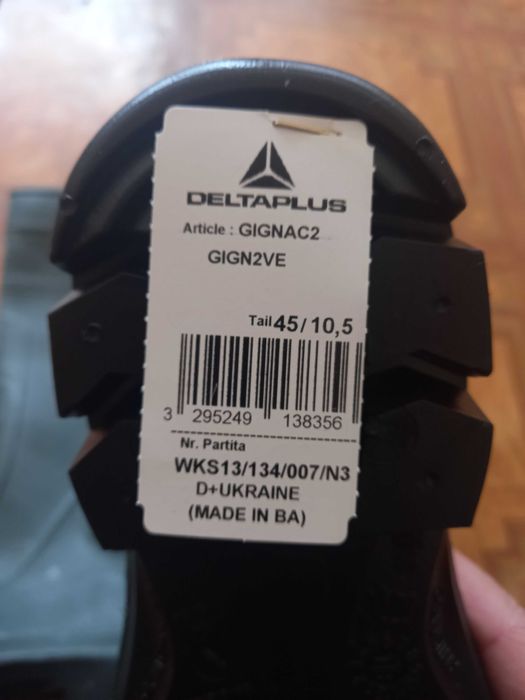 DELTAPLUS
Article : GIGNAC2
GIGN2VE
Tail 45/10,5
3 295249 138356
Nr. Partita
WKS13/134/007/N3
D+UKRAINE
(MADE IN BA)